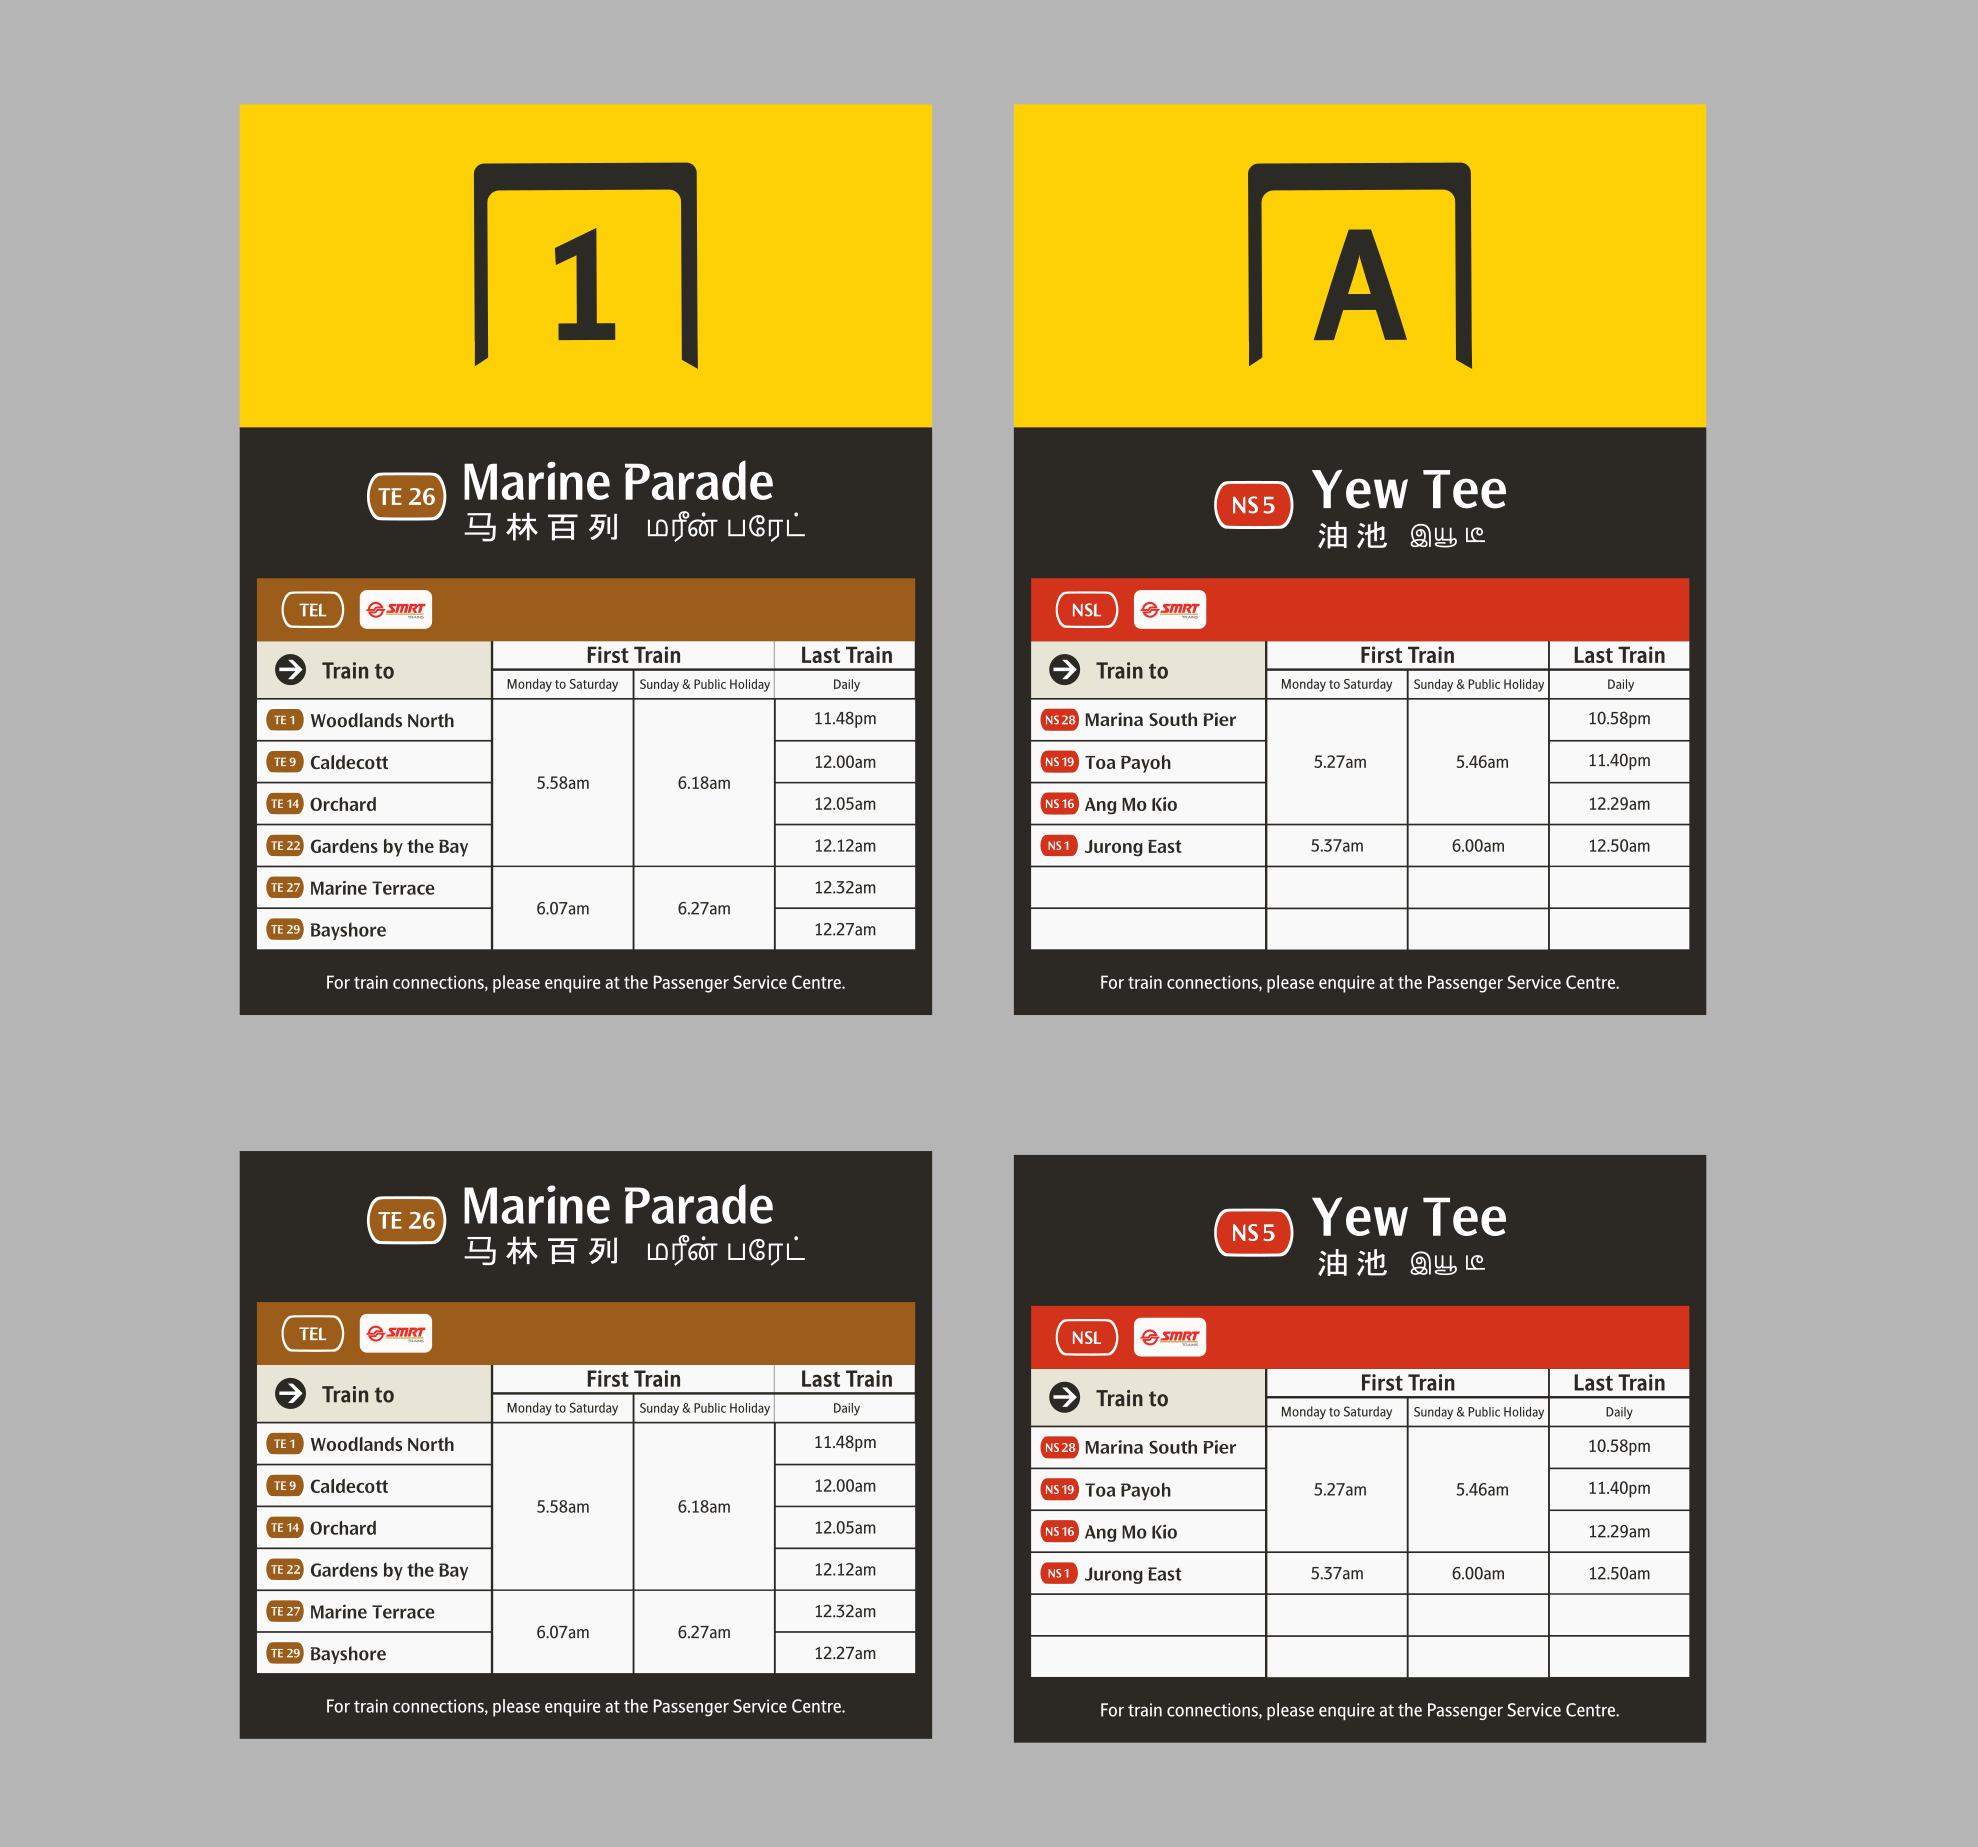 1
TE 26 Marine Parade
马林百列 மரீன் பரேட்
TEL SMRT TRAINS
Train to First Train Last Train
Monday to Saturday Sunday & Public Holiday Daily
TE 1 Woodlands North 11.48pm
TE 9 Caldecott 12.00am
5.58am 6.18am
TE 14 Orchard 12.05am
TE 22 Gardens by the Bay 12.12am
TE 27 Marine Terrace 12.32am
6.07am 6.27am
TE 29 Bayshore 12.27am
For train connections, please enquire at the Passenger Service Centre.
A
NS 5 Yew Tee
油池 இயூ டீ
NSL SMRT TRAINS
Train to First Train Last Train
Monday to Saturday Sunday & Public Holiday Daily
NS 28 Marina South Pier 10.58pm
NS 19 Toa Payoh 5.27am 5.46am 11.40pm
NS 16 Ang Mo Kio 12.29am
NS 1 Jurong East 5.37am 6.00am 12.50am
For train connections, please enquire at the Passenger Service Centre.
TE 26 Marine Parade
马林百列 மரீன் பரேட்
TEL SMRT TRAINS
Train to First Train Last Train
Monday to Saturday Sunday & Public Holiday Daily
TE 1 Woodlands North 11.48pm
TE 9 Caldecott 12.00am
5.58am 6.18am
TE 14 Orchard 12.05am
TE 22 Gardens by the Bay 12.12am
TE 27 Marine Terrace 12.32am
6.07am 6.27am
TE 29 Bayshore 12.27am
For train connections, please enquire at the Passenger Service Centre.
NS 5 Yew Tee
油池 இயூ டீ
NSL SMRT TRAINS
Train to First Train Last Train
Monday to Saturday Sunday & Public Holiday Daily
NS 28 Marina South Pier 10.58pm
NS 19 Toa Payoh 5.27am 5.46am 11.40pm
NS 16 Ang Mo Kio 12.29am
NS 1 Jurong East 5.37am 6.00am 12.50am
For train connections, please enquire at the Passenger Service Centre.